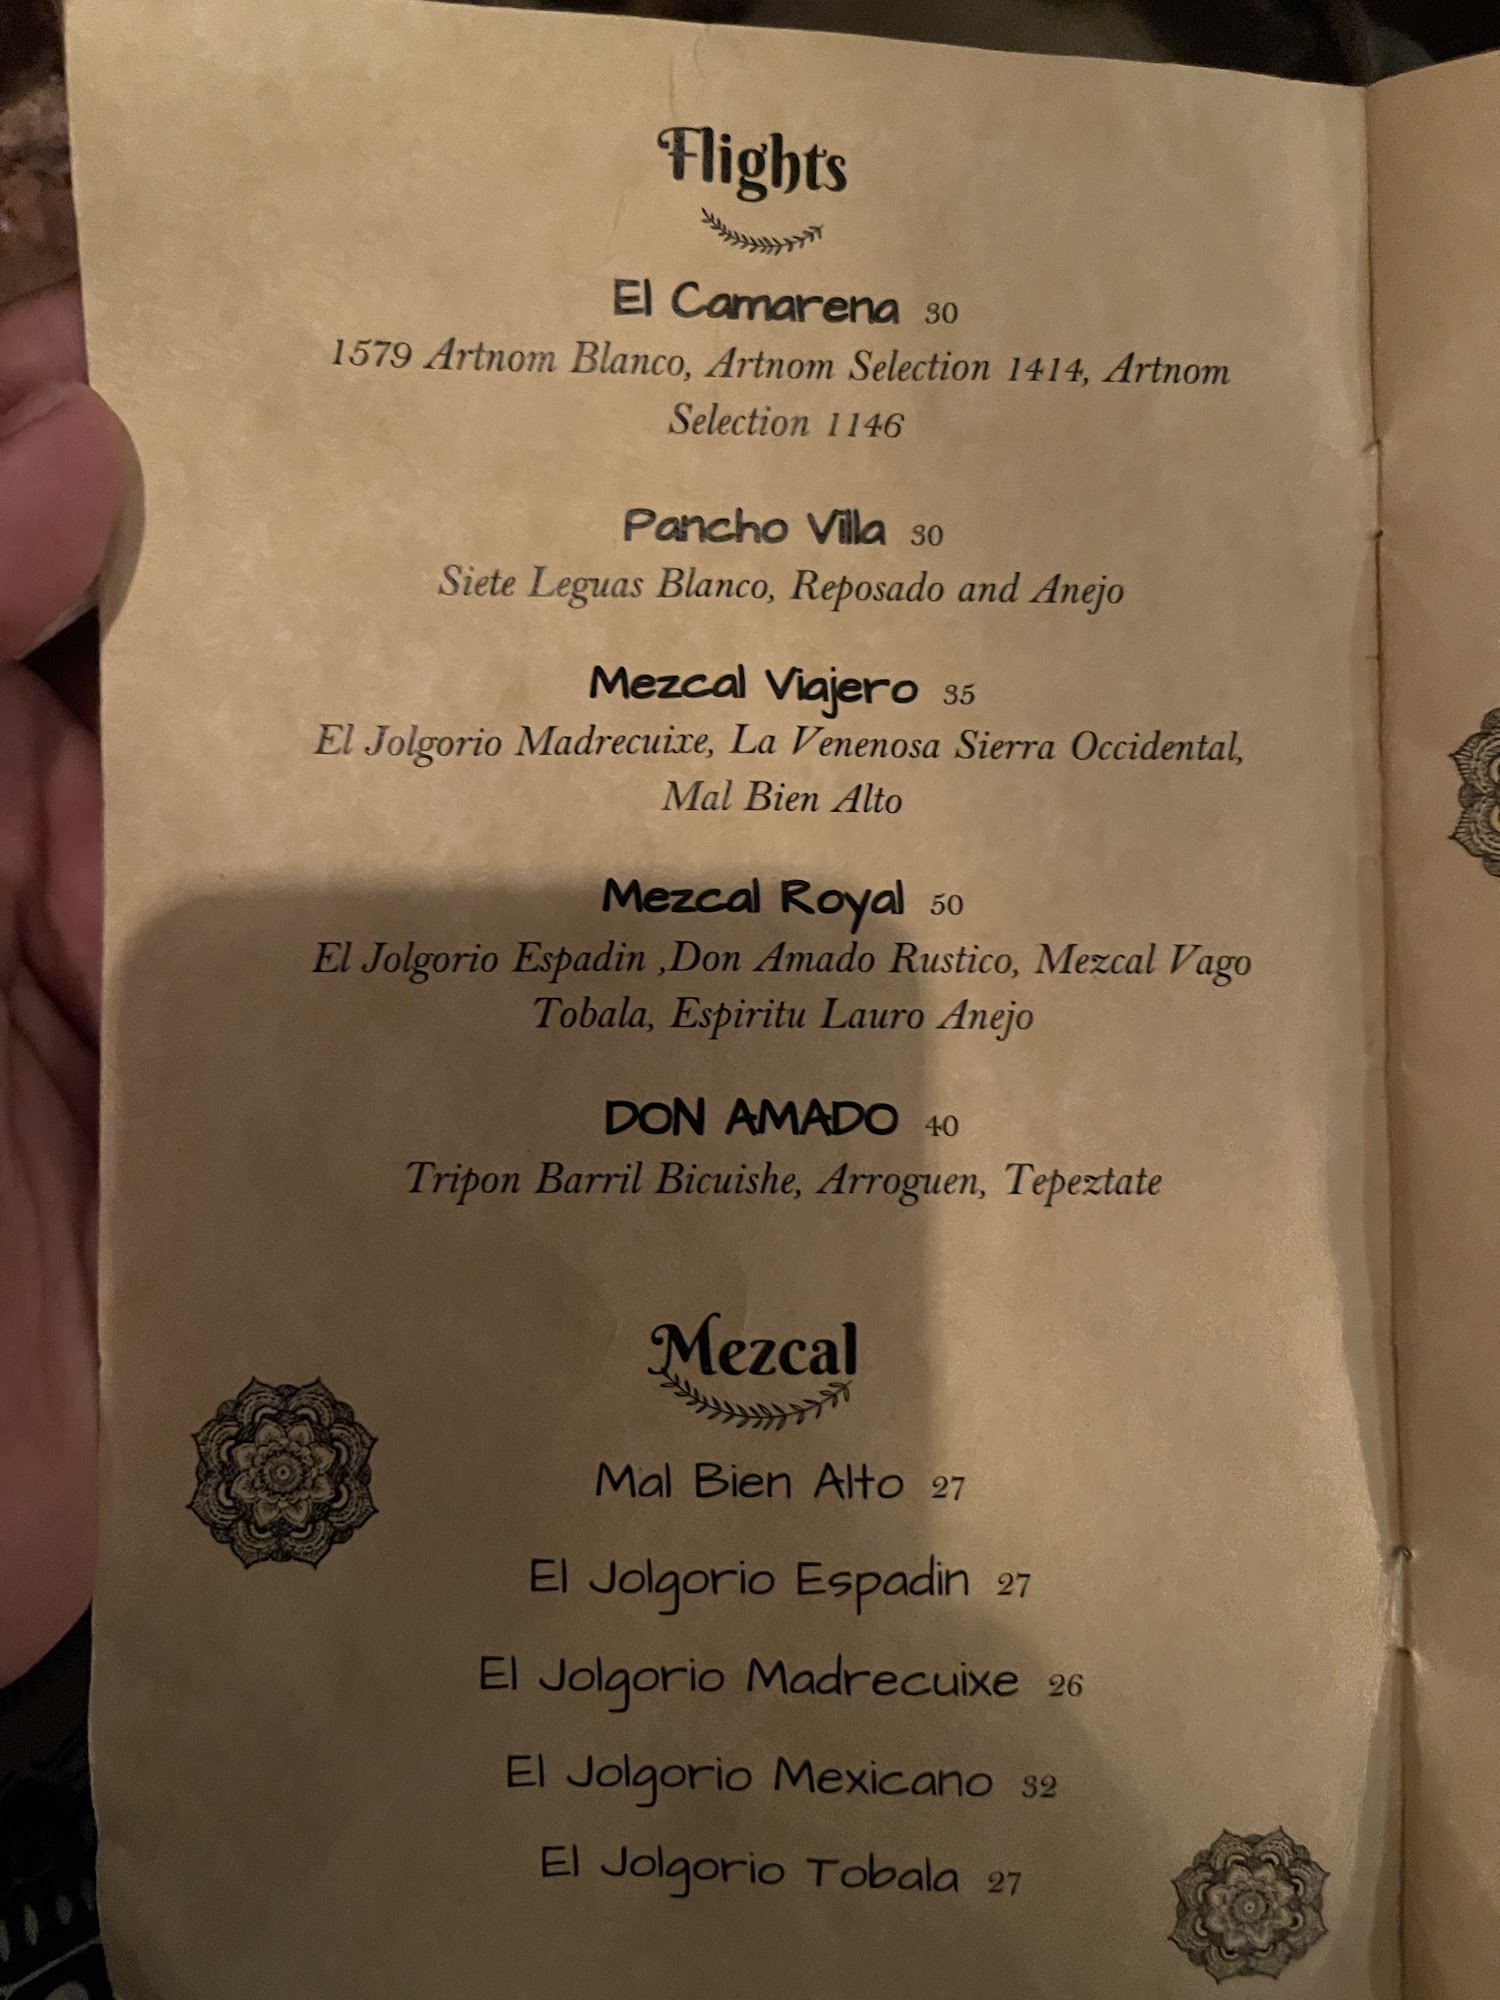 Flights
El Camarena 30
1579 Artnom Blanco, Artnom Selection 1414, Artnom
Selection 1146
Pancho Villa 30
Siete Leguas Blanco, Reposado and Anejo
Mezcal Viajero 35
El Jolgorio Madrecuixe, La Venenosa Sierra Occidental,
Mal Bien Alto
Mezcal Royal 50
El Jolgorio Espadin ,Don Amado Rustico, Mezcal Vago
Tobala, Espiritu Lauro Anejo
DON AMADO 40
Tripon Barril Bicuishe, Arroguen, Tepeztate
Mezcal
Mal Bien Alto 27
El Jolgorio Espadin 27
El Jolgorio Madrecuixe 26
El Jolgorio Mexicano 32
El Jolgorio Tobala 27